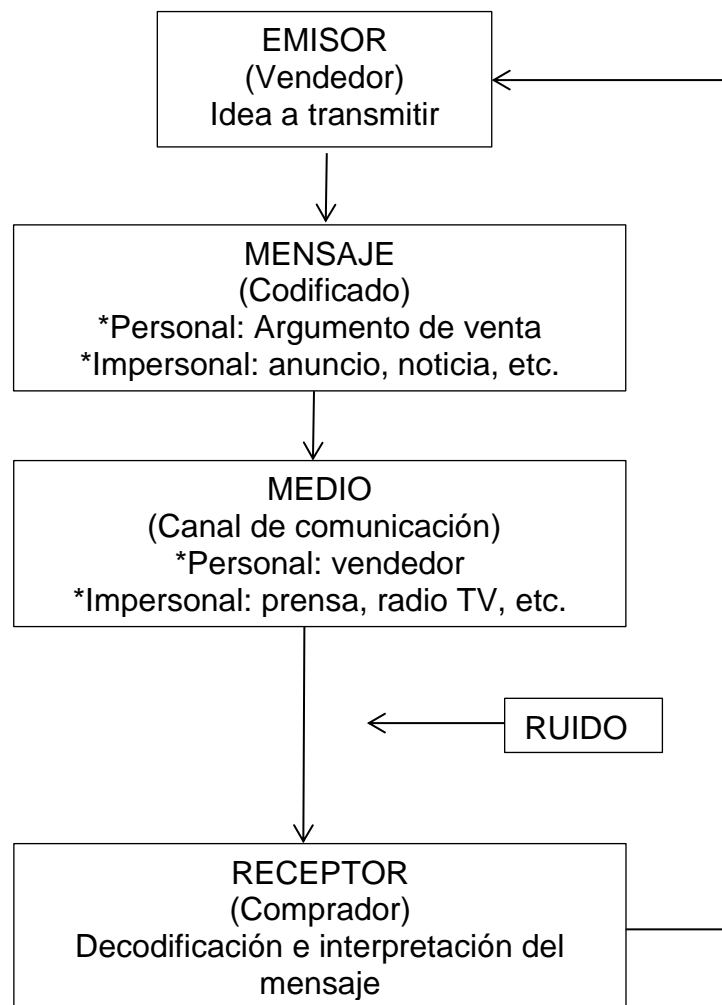 EMISOR
(Vendedor)
Idea a transmitir
MENSAJE
(Codificado)
*Personal: Argumento de venta
*Impersonal: anuncio, noticia, etc.
MEDIO
(Canal de comunicación)
*Personal: vendedor
*Impersonal: prensa, radio TV, etc.
RUIDO
RECEPTOR
(Comprador)
Decodificación e interpretación del
mensaje